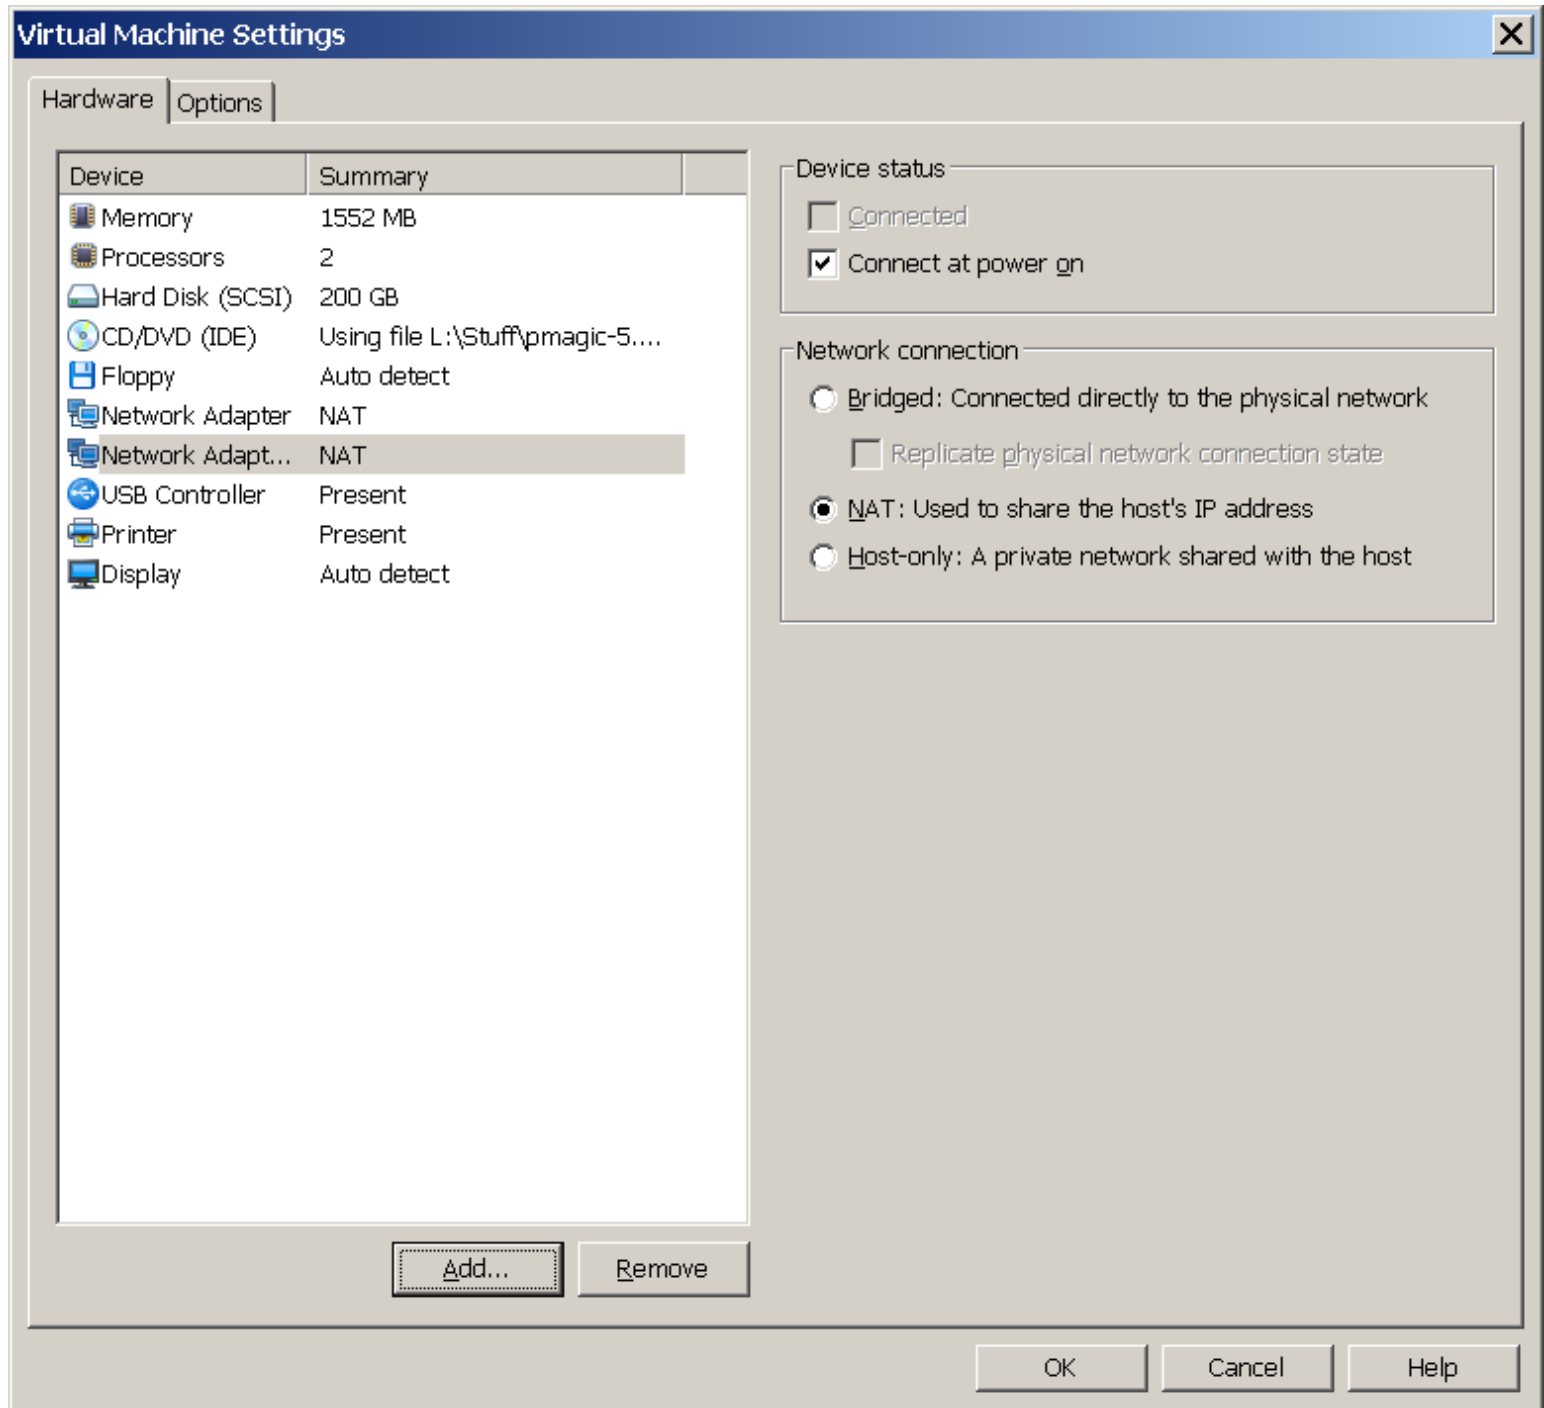 Virtual Machine Settings
Hardware Options
Device Summary
Memory 1552 MB
Processors 2
Hard Disk (SCSI) 200 GB
CD/DVD (IDE) Using file L:\Stuff\pmagic-5....
Floppy Auto detect
Network Adapter NAT
Network Adapt... NAT
USB Controller Present
Printer Present
Display Auto detect
Add... Remove
Device status
Connected
Connect at power on
Network connection
Bridged: Connected directly to the physical network
Replicate physical network connection state
NAT: Used to share the host's IP address
Host-only: A private network shared with the host
OK Cancel Help